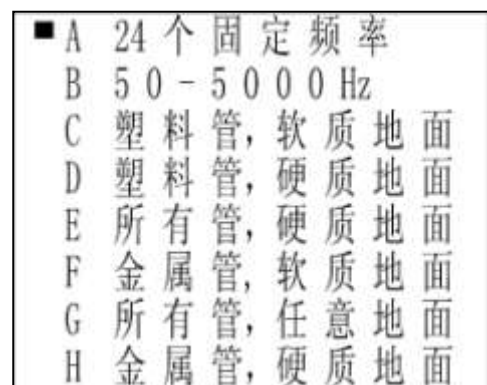 ■A 24个固定频率
B 50-5000Hz
C 塑料管,软质地面
D 塑料管,硬质地面
E 所有管,硬质地面
F 金属管,软质地面
G 所有管,任意地面
H 金属管,硬质地面